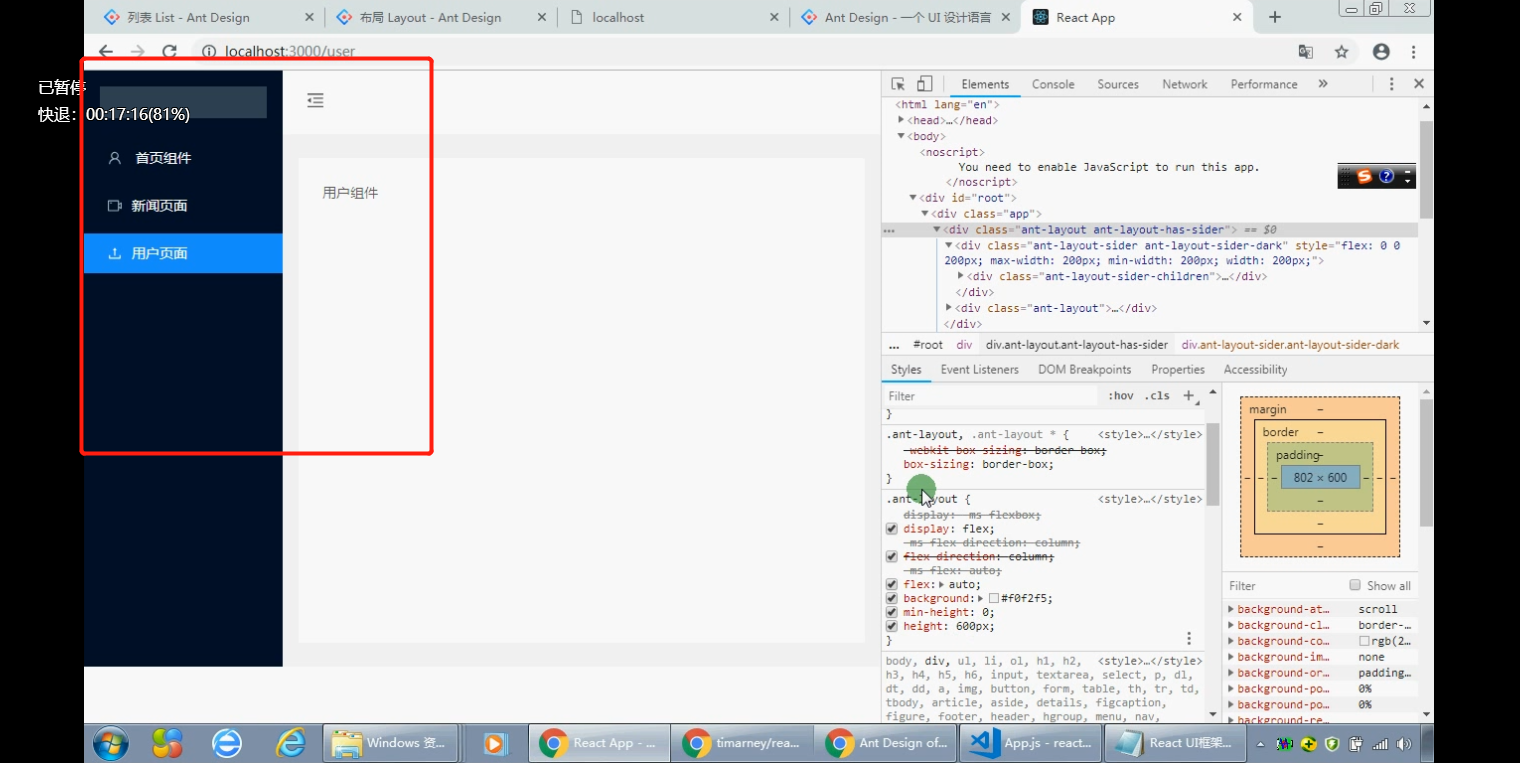 列表 List - Ant Design
布局 Layout - Ant Design
localhost
Ant Design - 一个 UI 设计语言
React App
localhost:3000/user
已暂停
快退：00:17:16(81%)
首页组件
新闻页面
用户页面
用户组件
Elements Console Sources Network Performance »
<html lang="en">
<head>…</head>
<body>
<noscript>
You need to enable JavaScript to run this app.
</noscript>
<div id="root">
<div class="app">
… <div class="ant-layout ant-layout-has-sider"> == $0
<div class="ant-layout-sider ant-layout-sider-dark" style="flex: 0 0
200px; max-width: 200px; min-width: 200px; width: 200px;">
<div class="ant-layout-sider-children">…</div>
</div>
<div class="ant-layout">…</div>
</div>
… #root div div.ant-layout.ant-layout-has-sider div.ant-layout-sider.ant-layout-sider-dark
Styles Event Listeners DOM Breakpoints Properties Accessibility
Filter :hov .cls +
}
.ant-layout, .ant-layout * { <style>…</style>
-webkit-box-sizing: border-box;
box-sizing: border-box;
}
.ant-layout { <style>…</style>
display: -ms-flexbox;
display: flex;
-ms-flex-direction: column;
flex-direction: column;
-ms-flex: auto;
flex: auto;
background: #f0f2f5;
min-height: 0;
height: 600px;
}
body, div, ul, li, ol, h1, h2, <style>…</style>
h3, h4, h5, h6, input, textarea, select, p, dl,
dt, dd, a, img, button, form, table, th, tr, td,
tbody, article, aside, details, figcaption,
figure, footer, header, hgroup, menu, nav,
margin –
border –
padding –
– – – 802 × 600 – – –
–
–
–
Filter Show all
background-at… scroll
background-cl… border-…
background-co… rgb(2…
background-im… none
background-or… padding…
background-po… 0%
background-po… 0%
background-re…
Windows 资...
React App - ...
timarney/rea...
Ant Design of...
App.js - react...
React UI框架...